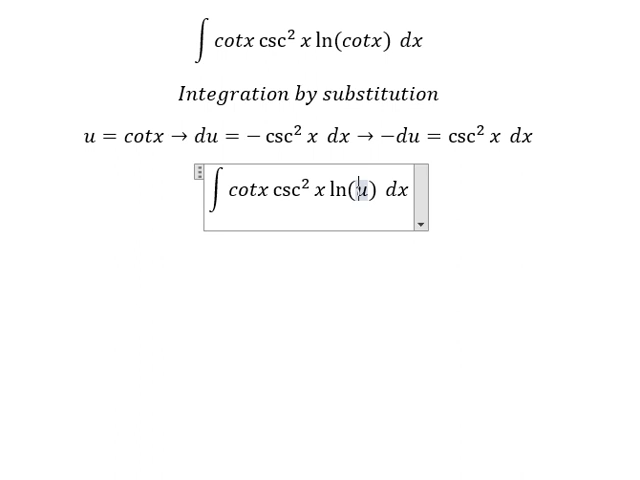 ∫ cotx csc² x ln(cotx) dx
Integration by substitution
u = cotx → du = − csc² x dx → −du = csc² x dx
∫ cotx csc² x ln(u) dx